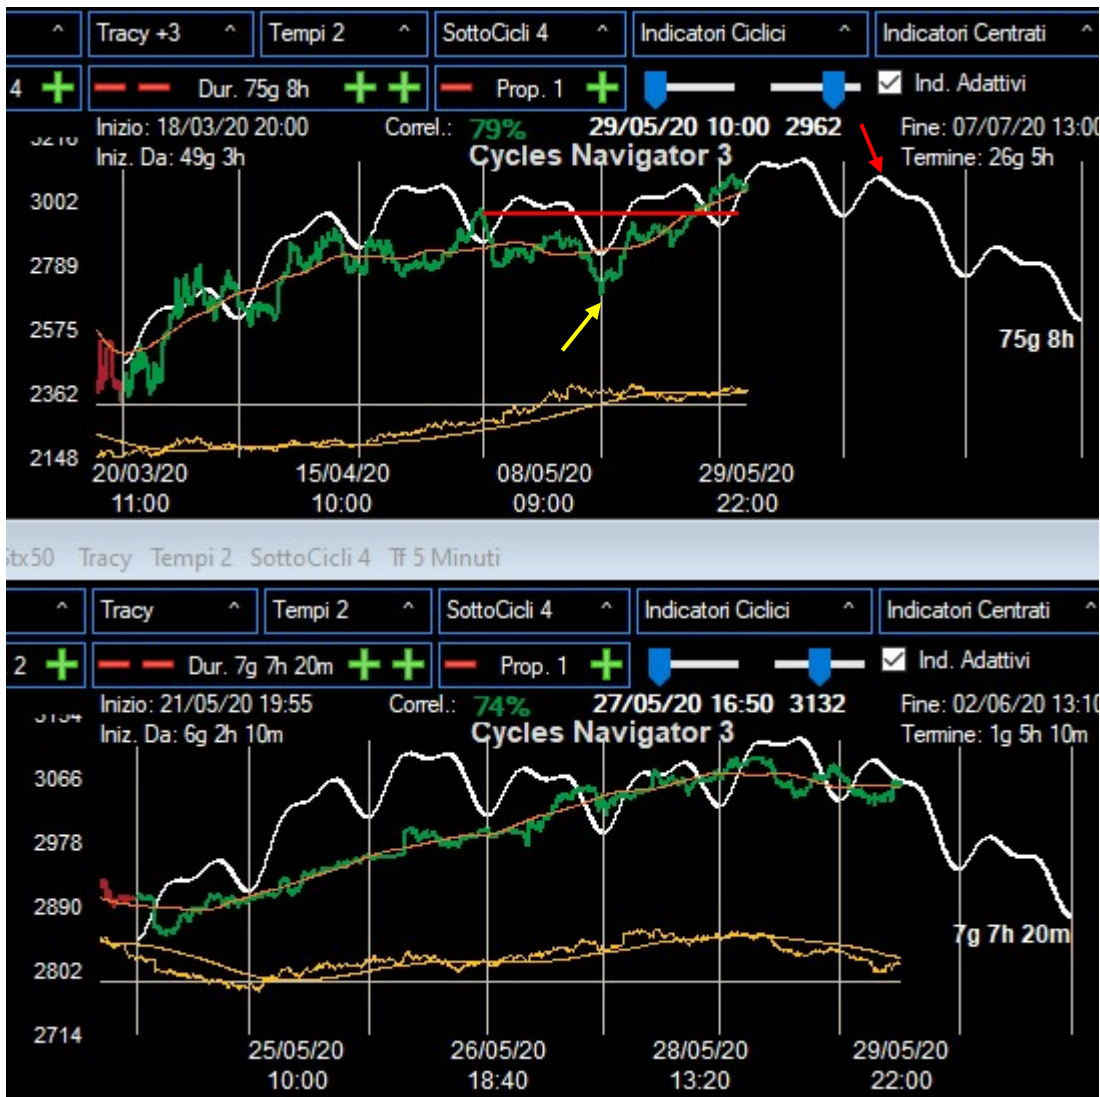 ^ Tracy +3 ^ Tempi 2 ^ SottoCicli 4 ^ Indicatori Ciclici ^ Indicatori Centrati ^
4 Dur. 75g 8h Prop. 1 Ind. Adattivi
Inizio: 18/03/20 20:00 Correl.: 79% 29/05/20 10:00 2962 Fine: 07/07/20 13:00
Iniz. Da: 49g 3h Cycles Navigator 3 Termine: 26g 5h
3002
2789
2575
75g 8h
2362
2148
20/03/20 15/04/20 08/05/20 29/05/20
11:00 10:00 09:00 22:00
Stx50 Tracy Tempi 2 SottoCicli 4 Tf 5 Minuti
^ Tracy ^ Tempi 2 ^ SottoCicli 4 ^ Indicatori Ciclici ^ Indicatori Centrati ^
2 Dur. 7g 7h 20m Prop. 1 Ind. Adattivi
Inizio: 21/05/20 19:55 Correl.: 74% 27/05/20 16:50 3132 Fine: 02/06/20 13:10
Iniz. Da: 6g 2h 10m Cycles Navigator 3 Termine: 1g 5h 10m
3066
2978
2890
7g 7h 20m
2802
2714
25/05/20 26/05/20 28/05/20 29/05/20
10:00 18:40 13:20 22:00